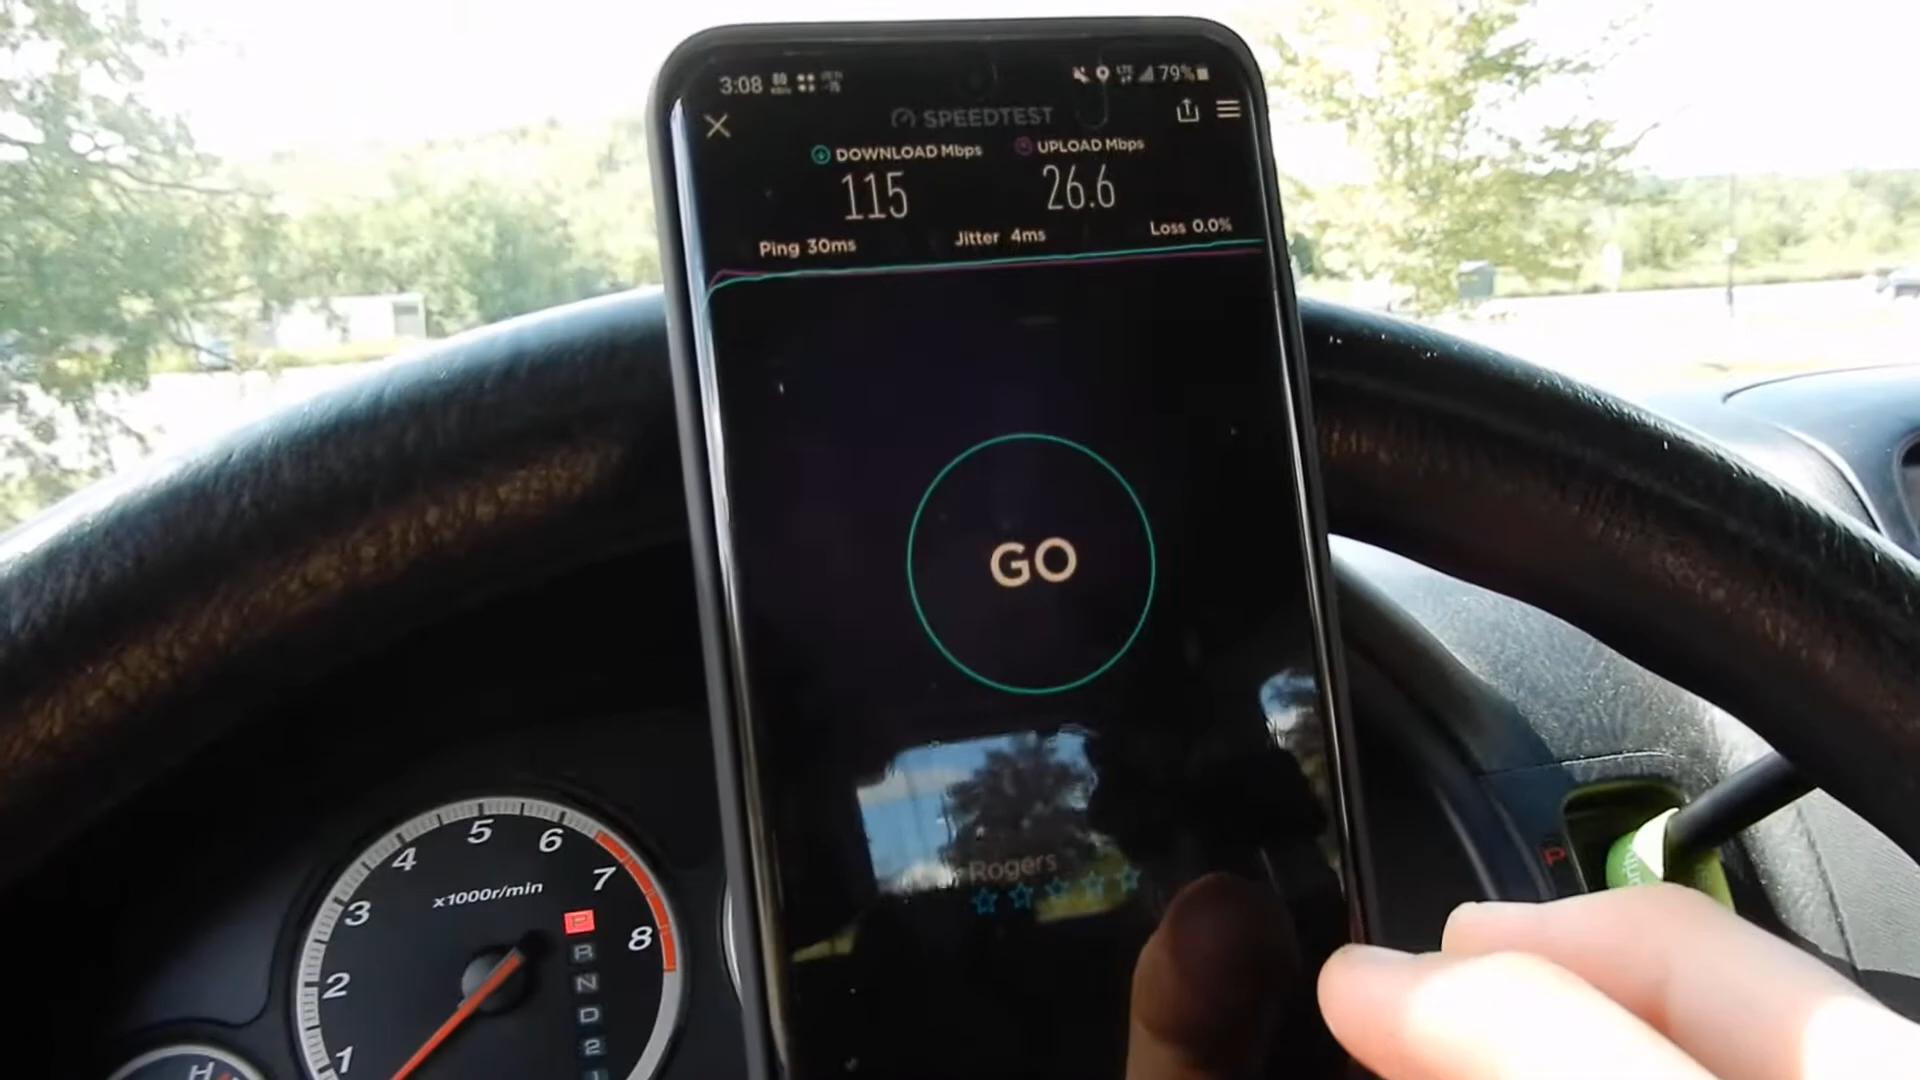 3:08
LTE 79%
SPEEDTEST
DOWNLOAD Mbps
UPLOAD Mbps
115
26.6
Ping 30ms
Jitter 4ms
Loss 0.0%
GO
Rogers
1
2
3
4
5
6
7
8
x1000r/min
P
R
N
D
2
H
P